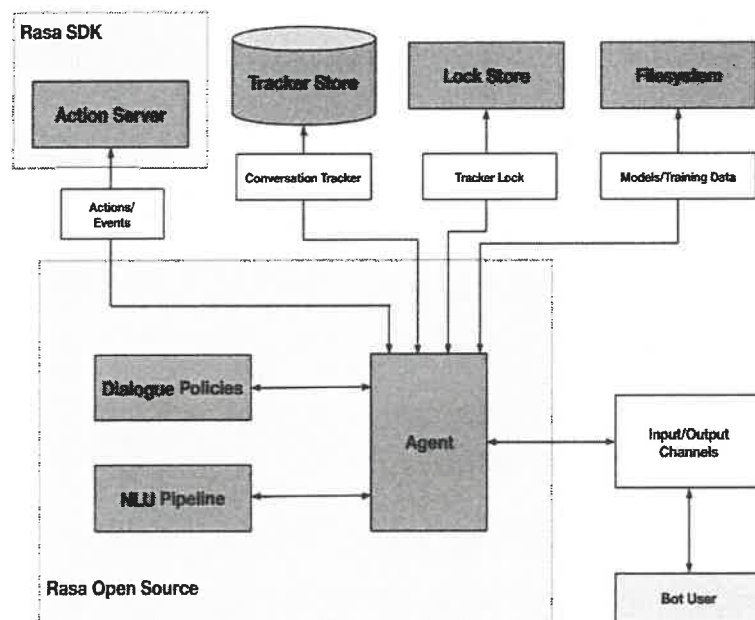 Rasa SDK
Action Server
Tracker Store
Lock Store
Filesystem
Actions/
Events
Conversation Tracker
Tracker Lock
Models/Training Data
Dialogue Policies
NLU Pipeline
Agent
Input/Output
Channels
Rasa Open Source
Bot User